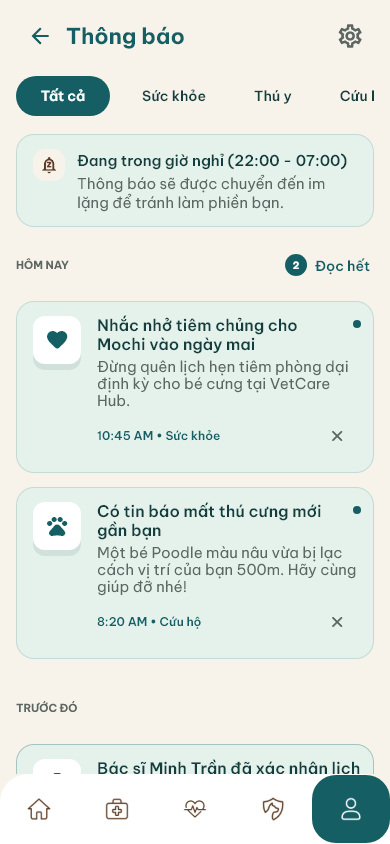 Thông báo
Tất cả
Sức khỏe
Thú y
Cứu
Đang trong giờ nghỉ (22:00 - 07:00)
Thông báo sẽ được chuyển đến im
lặng để tránh làm phiền bạn.
HÔM NAY
2
Đọc hết
Nhắc nhở tiêm chủng cho
Mochi vào ngày mai
Đừng quên lịch hẹn tiêm phòng dại
định kỳ cho bé cưng tại VetCare
Hub.
10:45 AM • Sức khỏe
Có tin báo mất thú cưng mới
gần bạn
Một bé Poodle màu nâu vừa bị lạc
cách vị trí của bạn 500m. Hãy cùng
giúp đỡ nhé!
8:20 AM • Cứu hộ
TRƯỚC ĐÓ
Bác sĩ Minh Trần đã xác nhận lịch